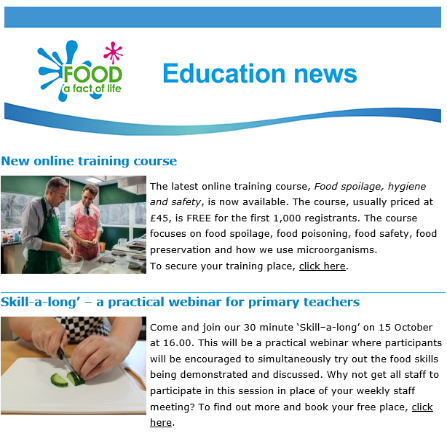 FOOD
a fact of life
Education news
New online training course
The latest online training course, Food spoilage, hygiene
and safety, is now available. The course, usually priced at
£45, is FREE for the first 1,000 registrants. The course
focuses on food spoilage, food poisoning, food safety, food
preservation and how we use microorganisms.
To secure your training place, click here.
Skill-a-long’ – a practical webinar for primary teachers
Come and join our 30 minute ‘Skill–a-long’ on 15 October
at 16.00. This will be a practical webinar where participants
will be encouraged to simultaneously try out the food skills
being demonstrated and discussed. Why not get all staff to
participate in this session in place of your weekly staff
meeting? To find out more and book your free place, click
here.